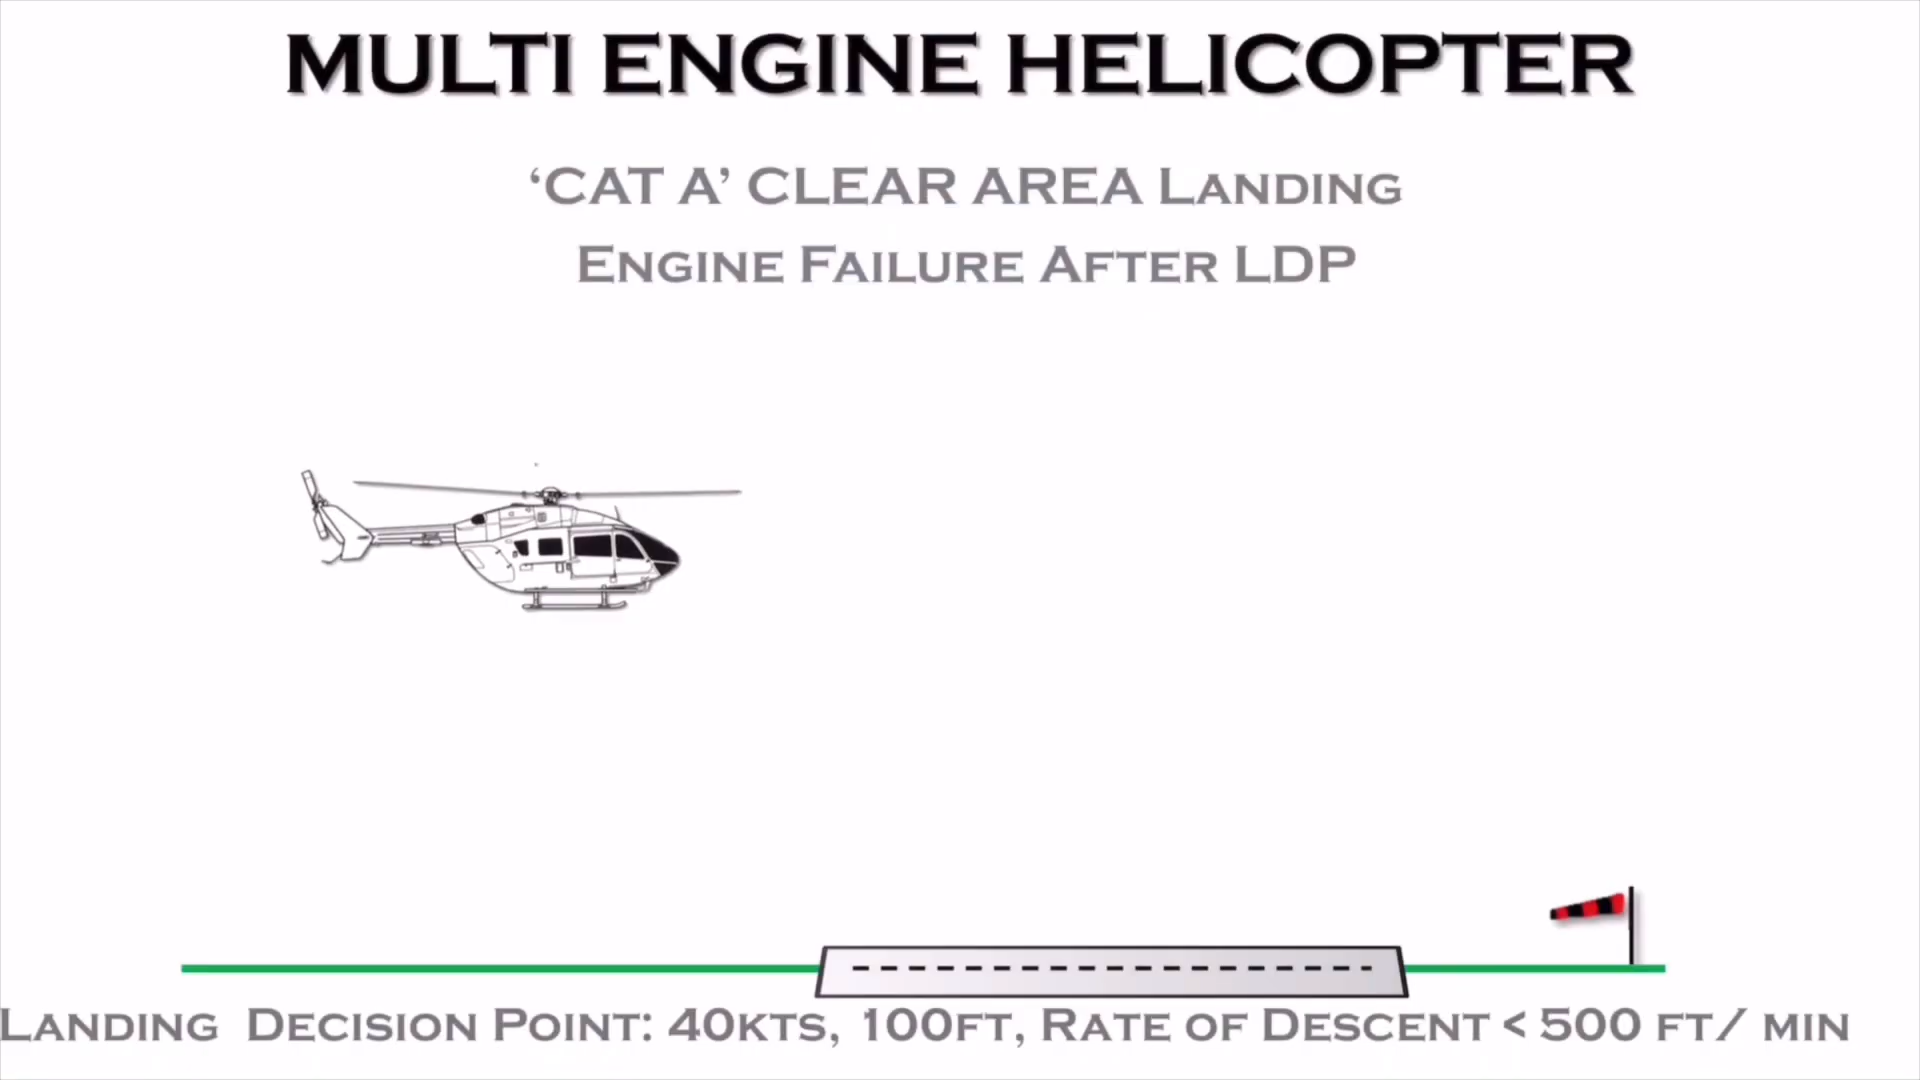 MULTI ENGINE HELICOPTER
‘CAT A’ CLEAR AREA LANDING
ENGINE FAILURE AFTER LDP
LANDING DECISION POINT: 40KTS, 100FT, RATE OF DESCENT < 500 FT/ MIN